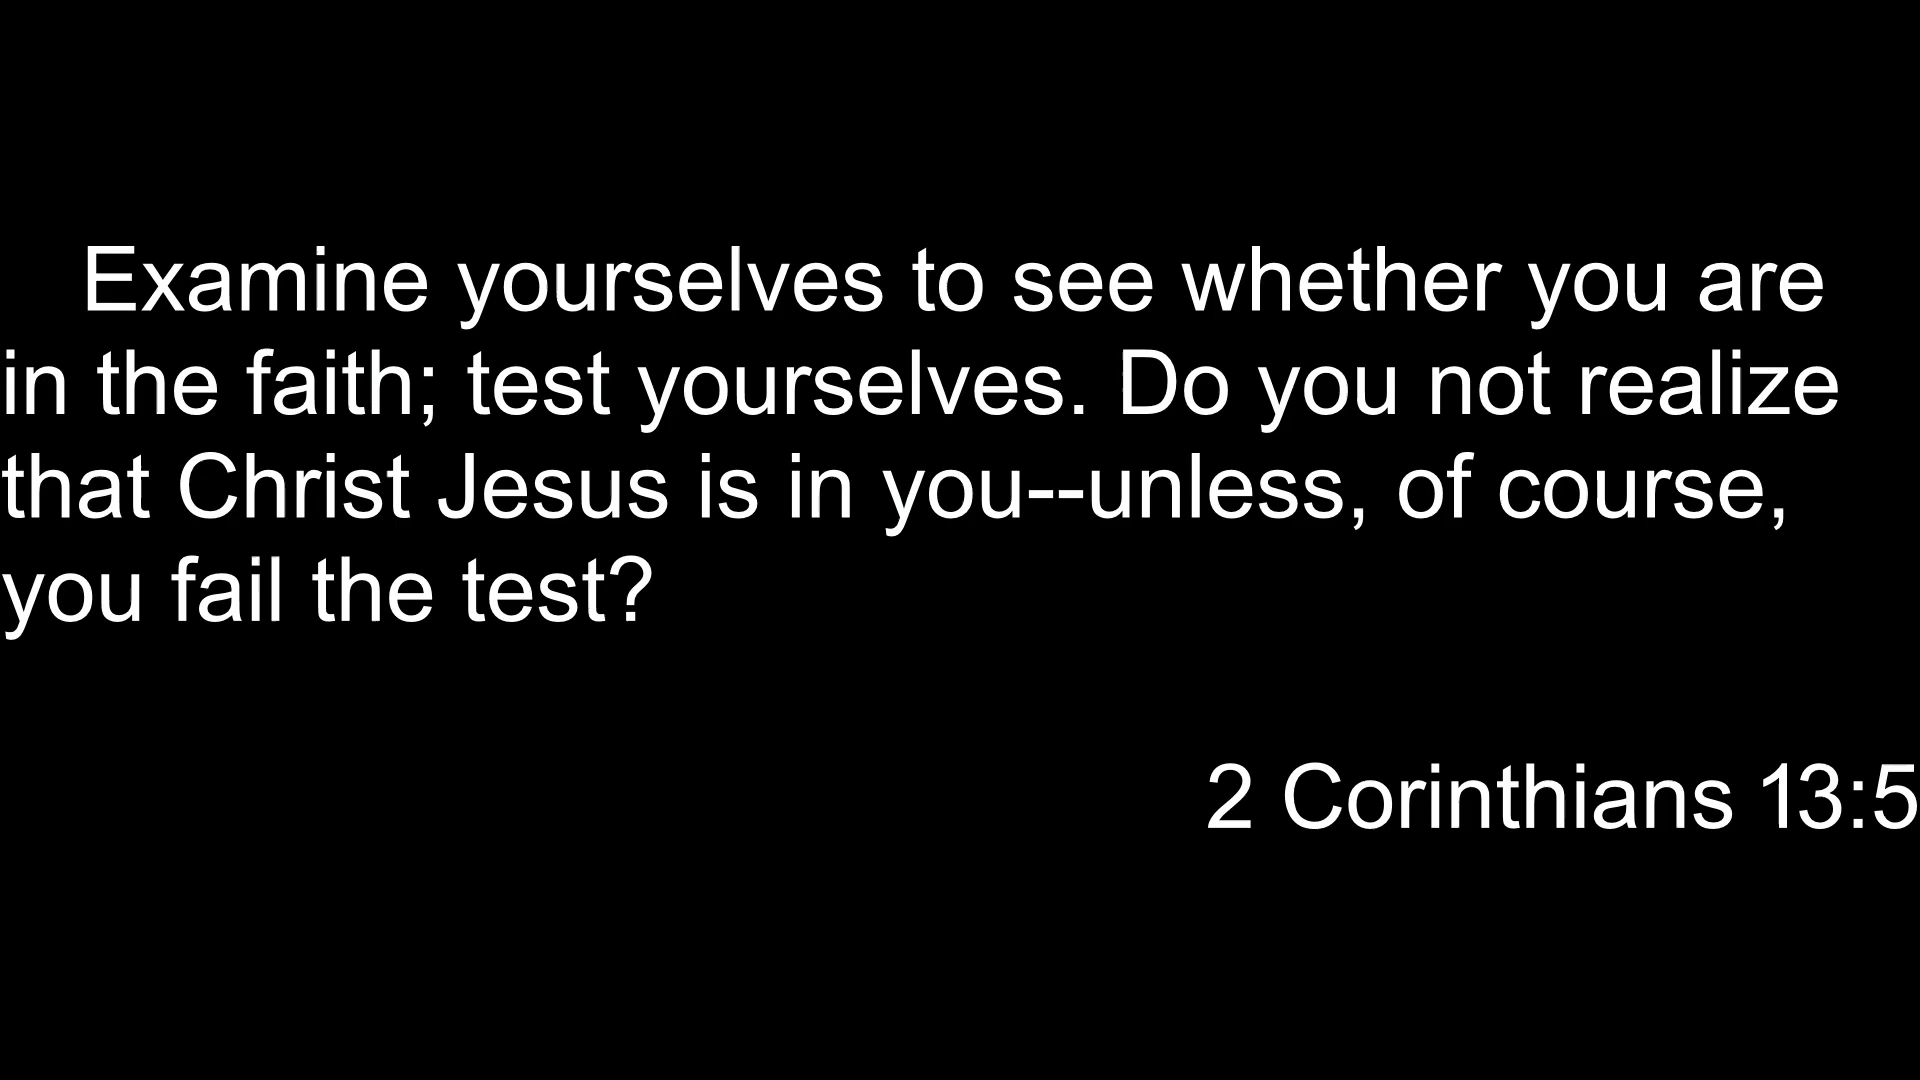 Examine yourselves to see whether you are
in the faith; test yourselves. Do you not realize
that Christ Jesus is in you--unless, of course,
you fail the test?
2 Corinthians 13:5